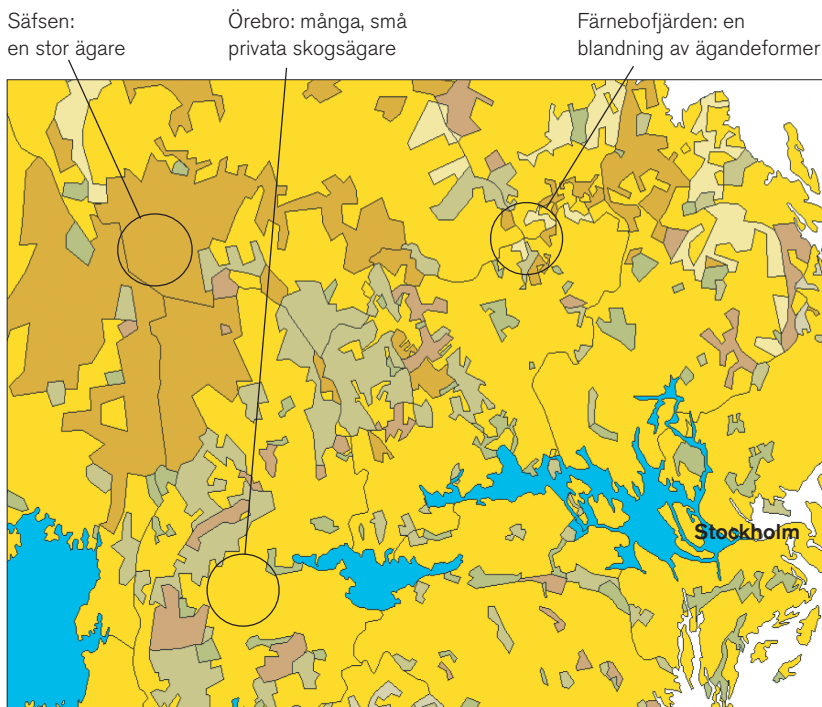 Säfsen:
en stor ägare
Örebro: många, små
privata skogsägare
Färnebofjärden: en
blandning av ägandeformer
Stockholm